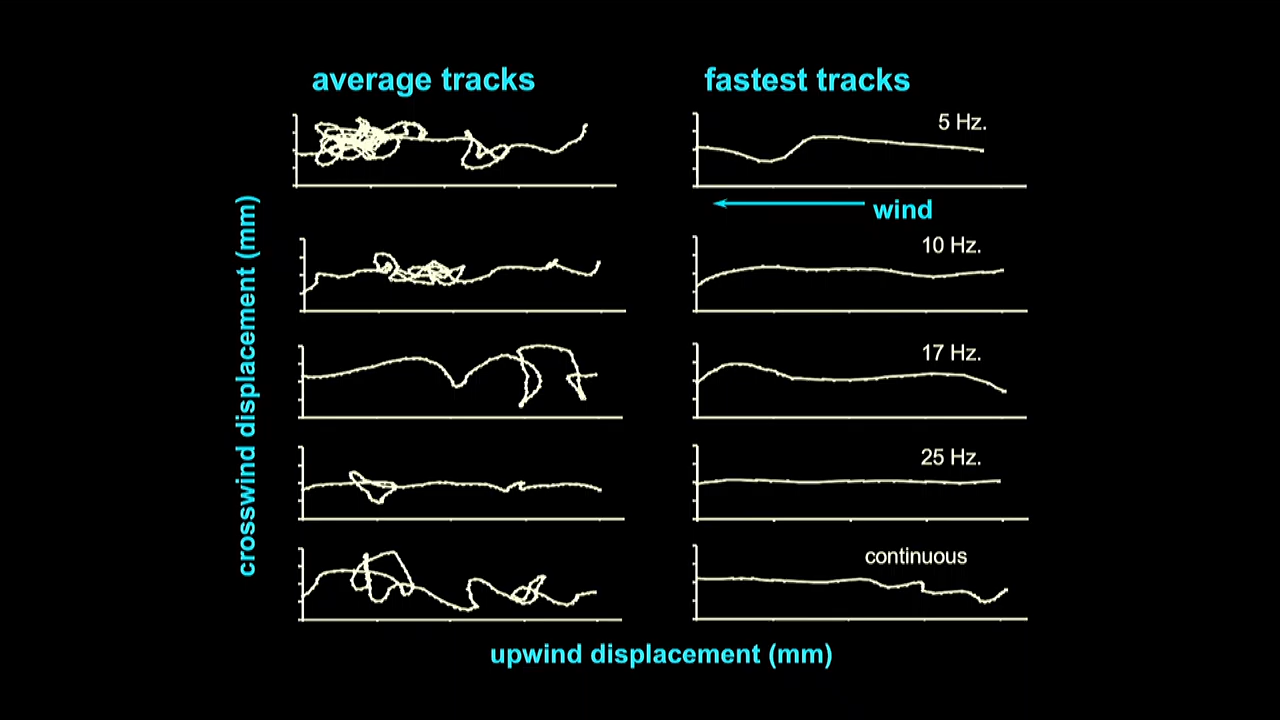 average tracks
fastest tracks
5 Hz.
wind
10 Hz.
17 Hz.
25 Hz.
continuous
crosswind displacement (mm)
upwind displacement (mm)